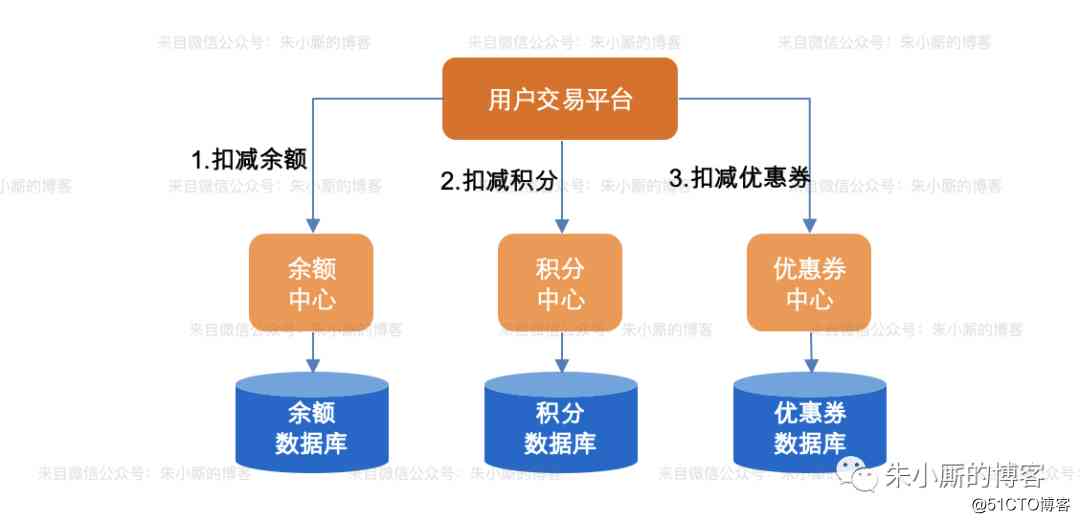 来自微信公众号：朱小厮的博客 来自微信公众号：朱小厮的博客 来自微信公众号：朱小厮的博客
用户交易平台
1.扣减余额
2.扣减积分
3.扣减优惠券
小厮的博客 来自微信公众号：朱小厮的博客 号：朱小厮的博客 公众号：朱小厮的博客
余额
中心
积分
中心
优惠券
中心
来自微信公众号：朱小厮的博客 来自微信公众号：朱小厮的博客 来自微信公众号：朱小厮的博客
余额
数据库
积分
数据库
优惠券
数据库
来自微信公众号：朱小厮的博客 来自微信公众号：朱小厮的博客 来自微信公众号：
朱小厮的博客
@51CTO博客